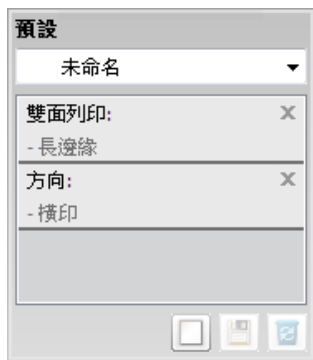 預設
未命名
雙面列印:
- 長邊緣
方向:
- 橫印